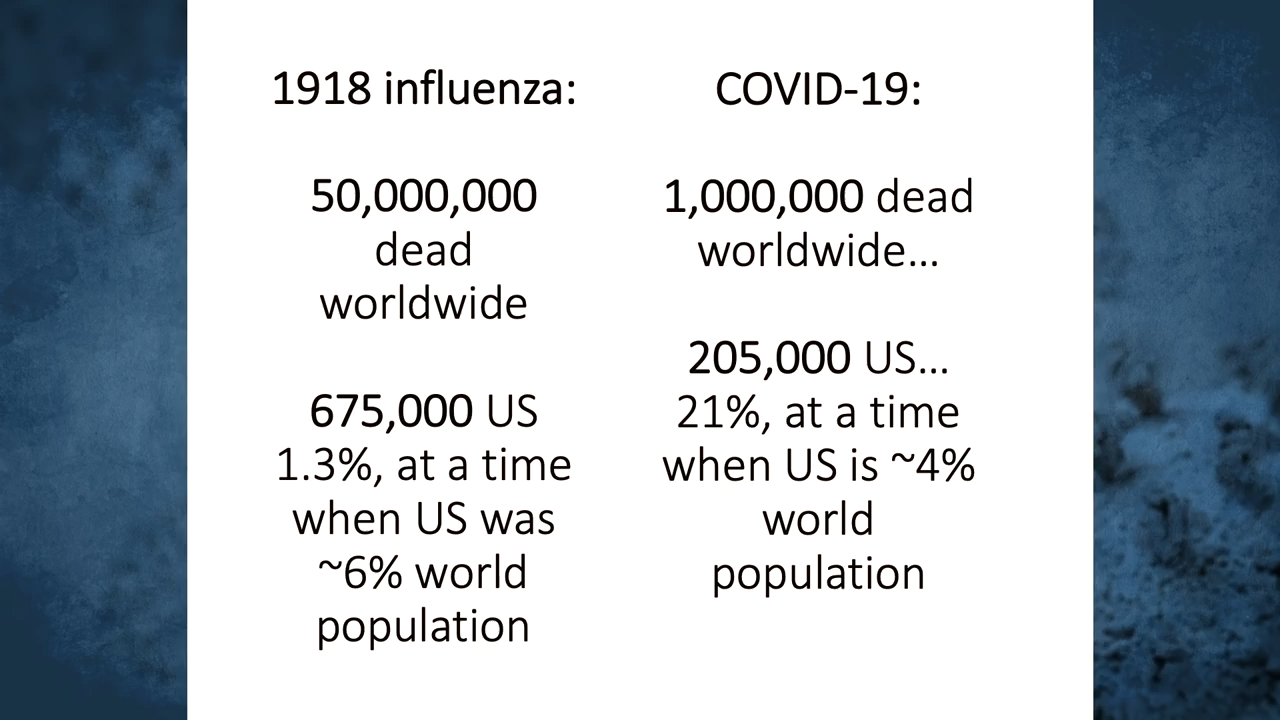 1918 influenza:
50,000,000
dead
worldwide
675,000 US
1.3%, at a time
when US was
~6% world
population
COVID-19:
1,000,000 dead
worldwide...
205,000 US...
21%, at a time
when US is ~4%
world
population